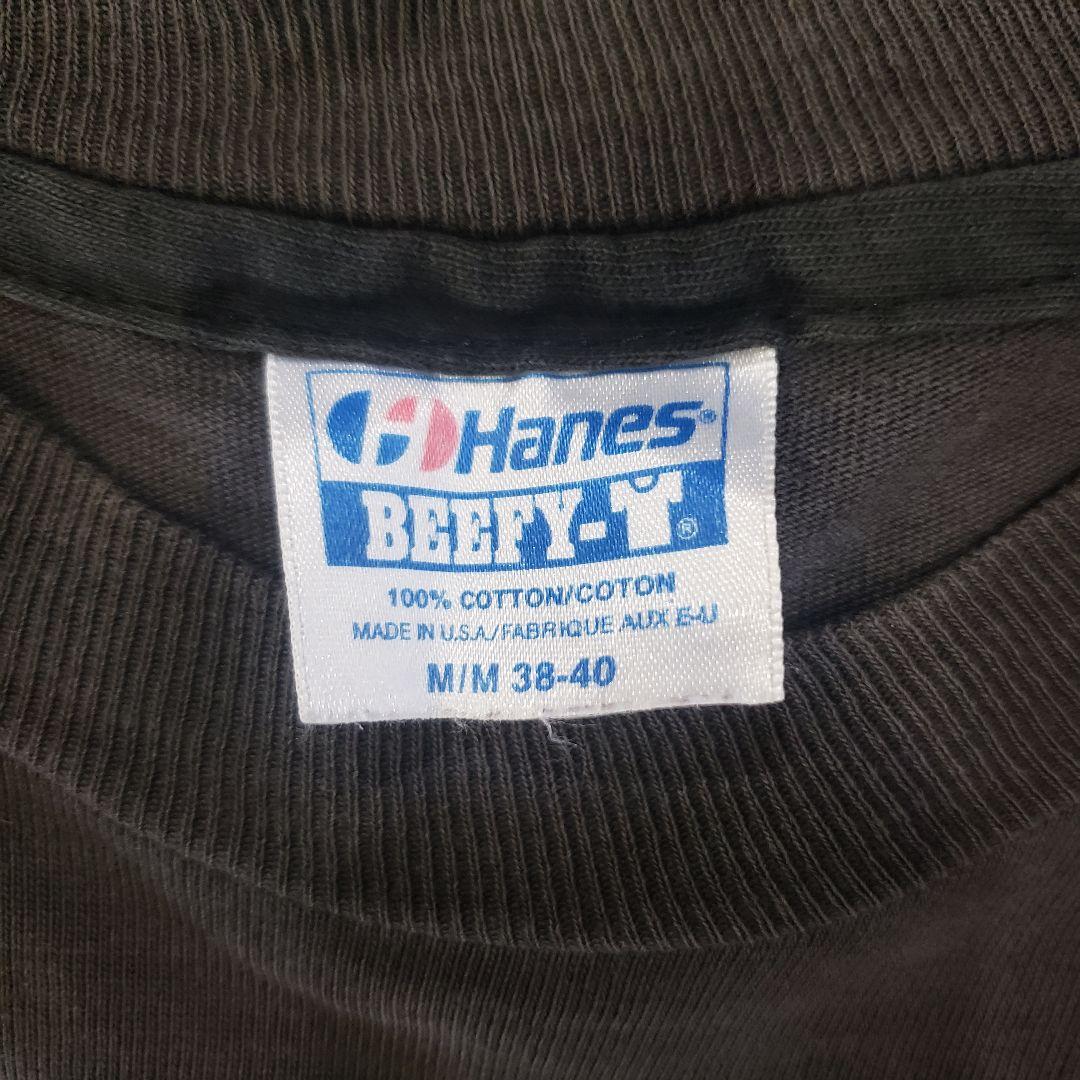 Hanes®
BEEFY-T®
100% COTTON/COTON
MADE IN U.S.A./FABRIQUE AUX E-U
M/M 38-40